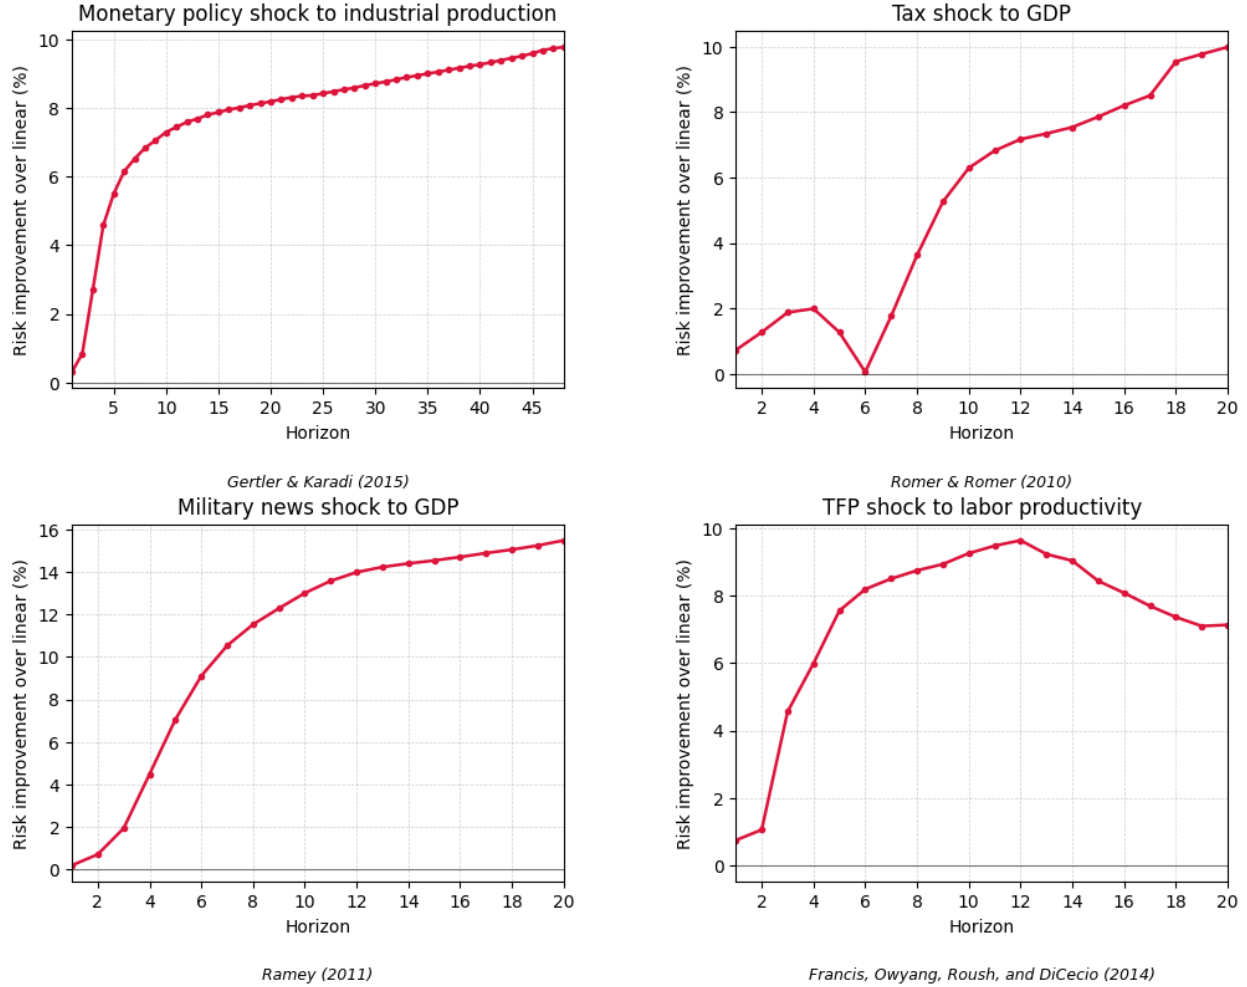 Monetary policy shock to industrial production
Risk improvement over linear (%)
10
8
6
4
2
0
5 10 15 20 25 30 35 40 45
Horizon
Gertler & Karadi (2015)
Tax shock to GDP
Risk improvement over linear (%)
10
8
6
4
2
0
2 4 6 8 10 12 14 16 18 20
Horizon
Romer & Romer (2010)
Military news shock to GDP
Risk improvement over linear (%)
16
14
12
10
8
6
4
2
0
2 4 6 8 10 12 14 16 18 20
Horizon
Ramey (2011)
TFP shock to labor productivity
Risk improvement over linear (%)
10
8
6
4
2
0
2 4 6 8 10 12 14 16 18 20
Horizon
Francis, Owyang, Roush, and DiCecio (2014)